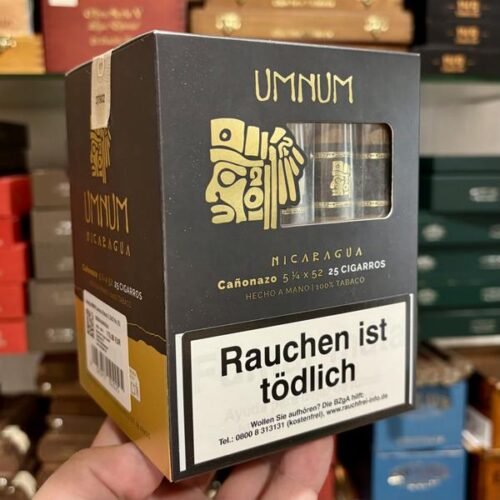 UMNUM
NICARAGUA
Cañonazo 5 ¾ x 52 25 CIGARROS
HECHO A MANO | 100% TABACO
Rauchen ist
tödlich
Wollen Sie aufhören? Die BZgA hilft:
Tel.: 0800 8 313131 (kostenfrei), www.rauchfrei-info.de
UMNUM
NICARAGUA
25 CIGARROS